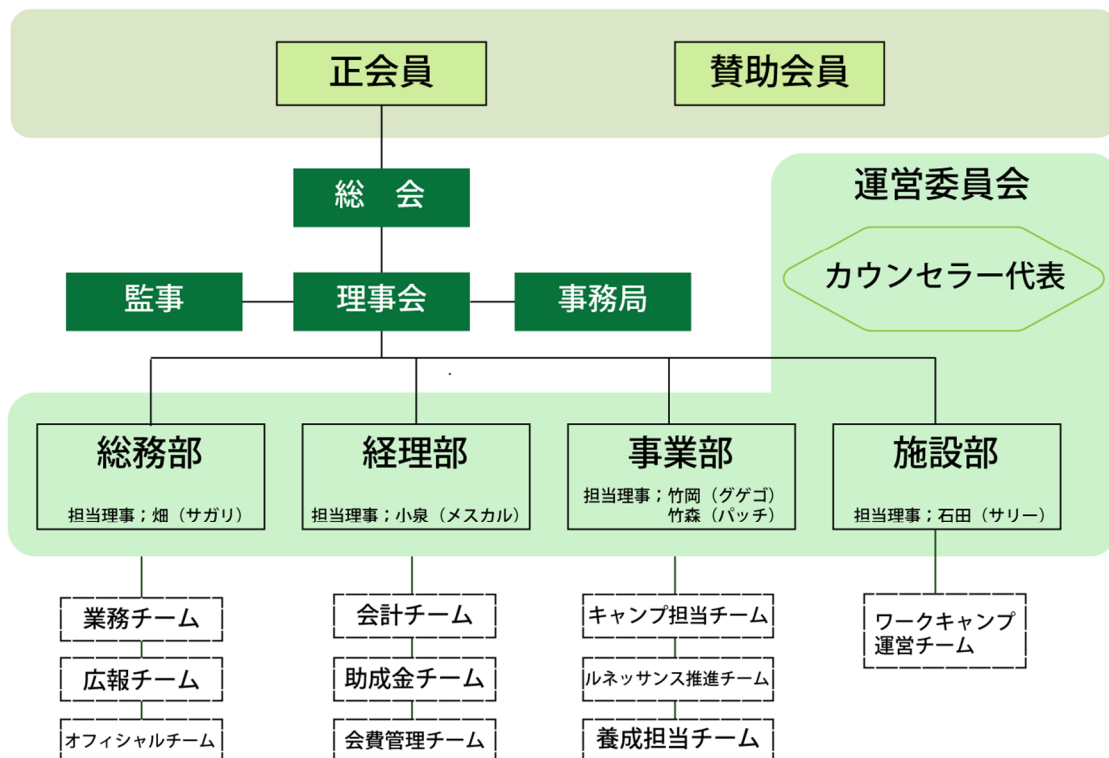 正会員
賛助会員
総　会
運営委員会
カウンセラー代表
監事
理事会
事務局
総務部
担当理事；畑（サガリ）
経理部
担当理事；小泉（メスカル）
事業部
担当理事；竹岡（グゲゴ）
竹森（パッチ）
施設部
担当理事；石田（サリー）
業務チーム
広報チーム
オフィシャルチーム
会計チーム
助成金チーム
会費管理チーム
キャンプ担当チーム
ルネッサンス推進チーム
養成担当チーム
ワークキャンプ
運営チーム